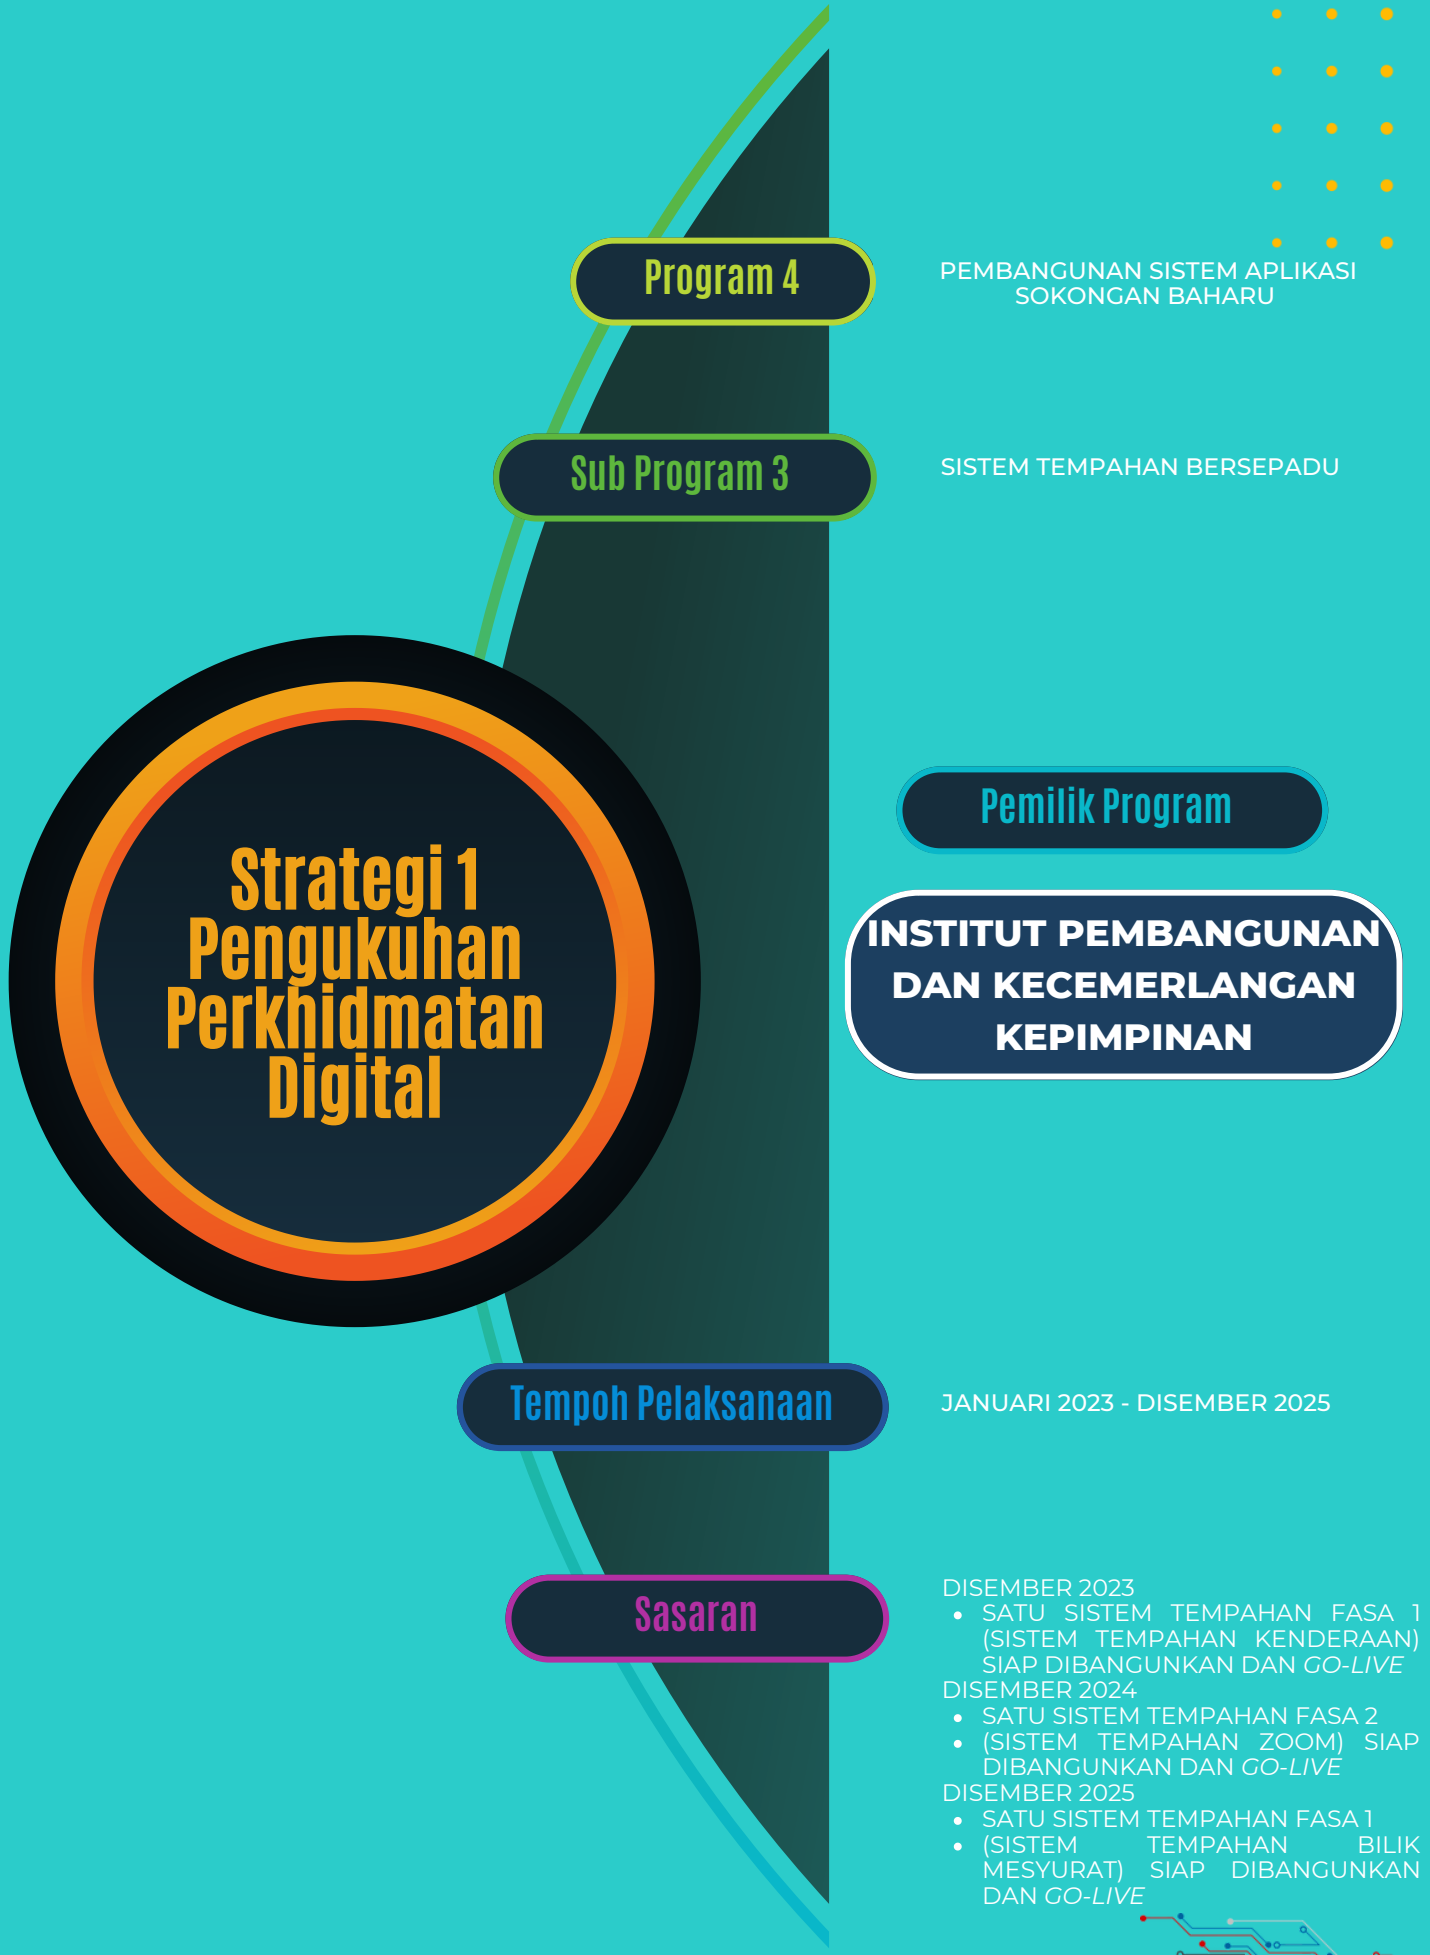 Program 4
PEMBANGUNAN SISTEM APLIKASI
SOKONGAN BAHARU
Sub Program 3
SISTEM TEMPAHAN BERSEPADU
Strategi 1
Pengukuhan
Perkhidmatan
Digital
Pemilik Program
INSTITUT PEMBANGUNAN
DAN KECEMERLANGAN
KEPIMPINAN
Tempoh Pelaksanaan
JANUARI 2023 - DISEMBER 2025
Sasaran
DISEMBER 2023
• SATU SISTEM TEMPAHAN FASA 1
(SISTEM TEMPAHAN KENDERAAN)
SIAP DIBANGUNKAN DAN GO-LIVE
DISEMBER 2024
• SATU SISTEM TEMPAHAN FASA 2
• (SISTEM TEMPAHAN ZOOM) SIAP
DIBANGUNKAN DAN GO-LIVE
DISEMBER 2025
• SATU SISTEM TEMPAHAN FASA 1
• (SISTEM TEMPAHAN BILIK
MESYURAT) SIAP DIBANGUNKAN
DAN GO-LIVE